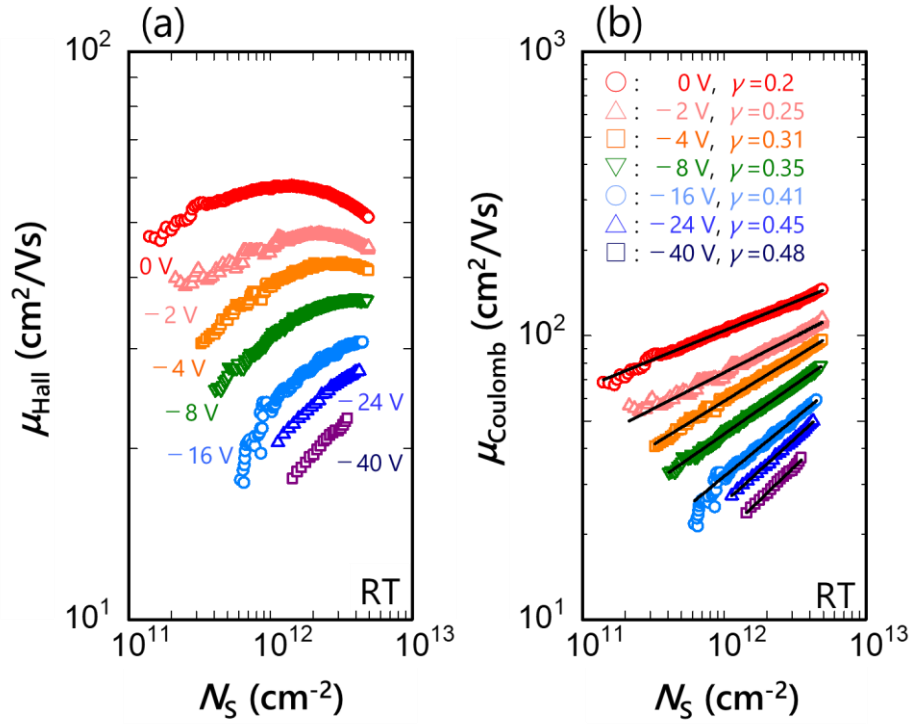 (a)
10²
μHall (cm²/Vs)
0 V
−2 V
−4 V
−8 V
−16 V
−24 V
−40 V
RT
10¹
10¹¹ 10¹² 10¹³
NS (cm⁻²)
(b)
10³
○ : 0 V, γ=0.2
△ : −2 V, γ=0.25
□ : −4 V, γ=0.31
▽ : −8 V, γ=0.35
○ : −16 V, γ=0.41
△ : −24 V, γ=0.45
□ : −40 V, γ=0.48
10²
μCoulomb (cm²/Vs)
RT
10¹
10¹¹ 10¹² 10¹³
NS (cm⁻²)